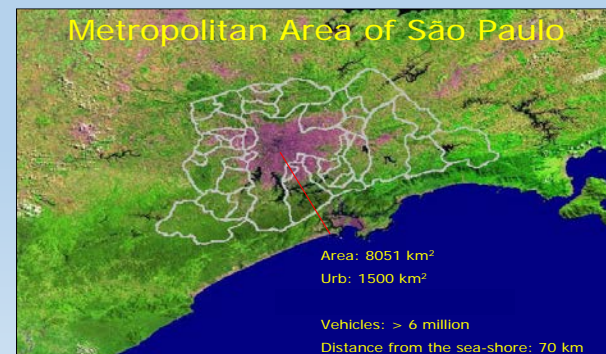 Metropolitan Area of São Paulo
Area: 8051 km²
Urb: 1500 km²
Vehicles: > 6 million
Distance from the sea-shore: 70 km